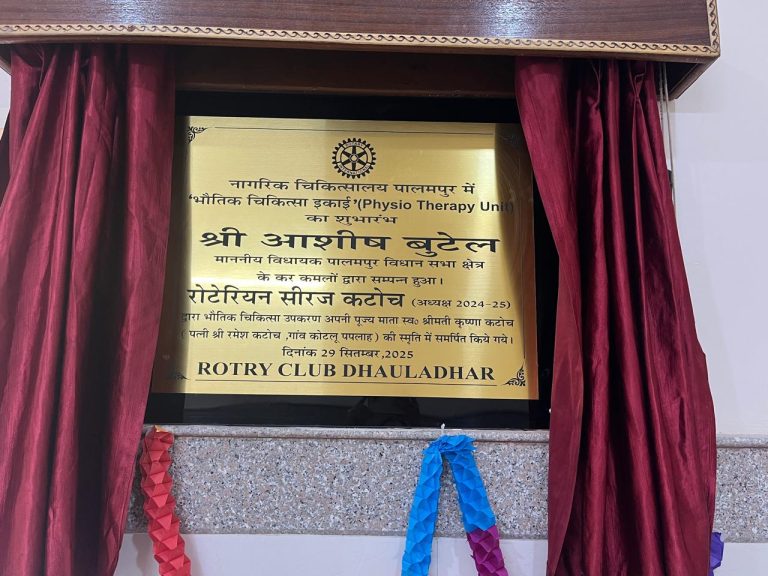 नागरिक चिकित्सालय पालमपुर में
'भौतिक चिकित्सा इकाई'(Physio Therapy Unit)
का शुभारंभ
श्री आशीष बुटेल
माननीय विधायक पालमपुर विधान सभा क्षेत्र
के कर कमलों द्वारा सम्पन्न हुआ।
रोटेरियन सीरज कटोच (अध्यक्ष 2024-25)
द्वारा भौतिक चिकित्सा उपकरण अपनी पूज्य माता स्व० श्रीमती कृष्णा कटोच
( पत्नी श्री रमेश कटोच ,गांव कोटलू पपलाह) की स्मृति में समर्पित किये गए।
दिनांक 29 सितम्बर,2025
ROTRY CLUB DHAULADHAR